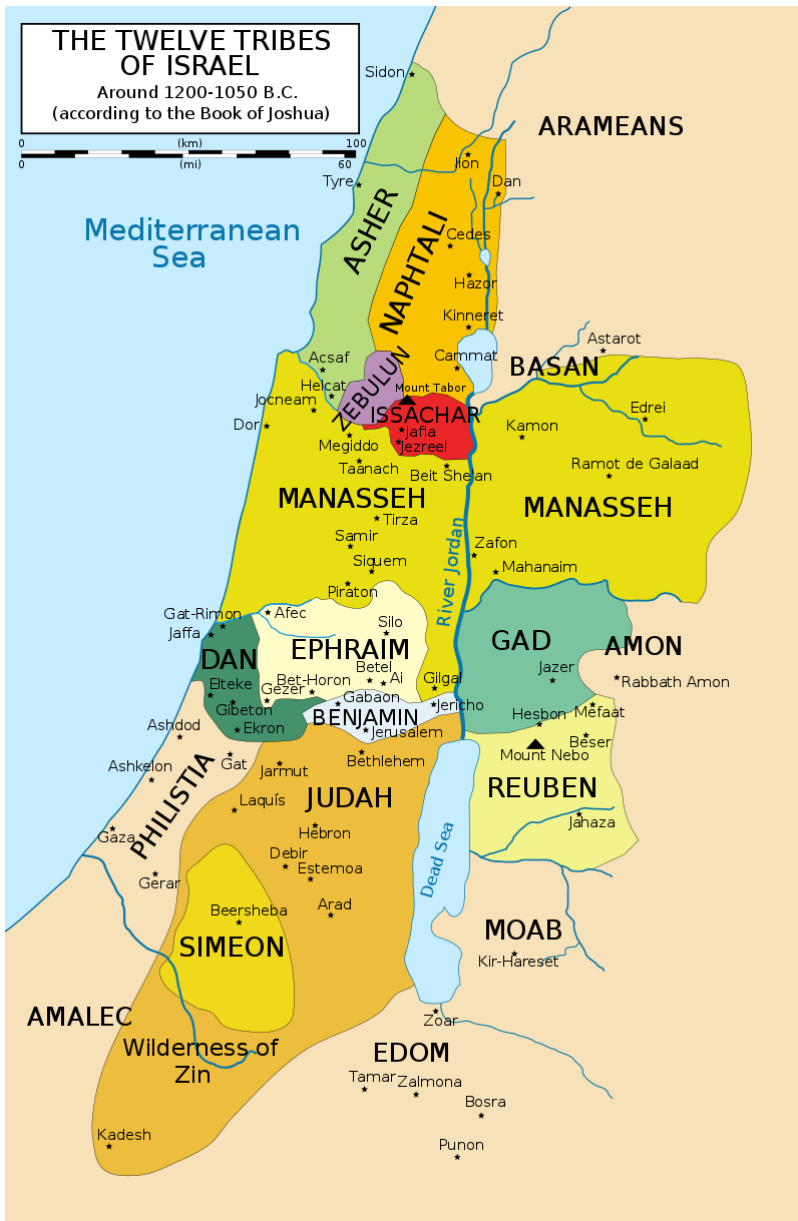 THE TWELVE TRIBES
OF ISRAEL
Around 1200-1050 B.C.
(according to the Book of Joshua)
0 (km) 100
0 (mi) 60
Sidon
ARAMEANS
Ilon
Tyre
Dan
ASHER
Mediterranean
Sea
NAPHTALI
Cedes
Hazor
Kinneret
Astarot
Acsaf
Cammat
BASAN
ZEBULUN
Helcat
Mount Tabor
Jocneam
ISSACHAR
Edrei
Dor
Jafia
Kamon
Megiddo
Jezreel
Taanach
Beit Shelan
Ramot de Galaad
MANASSEH
MANASSEH
Tirza
Samir
River Jordan
Zafon
Siquem
Mahanaim
Piraton
Gat-Rimon
Afec
Jaffa
Silo
GAD
AMON
DAN
EPHRAIM
Betel
Jazer
Elteke
Bet-Horon
Ai
Gilgal
Rabbath Amon
Gezer
Gabaon
Jericho
Gibeton
BENJAMIN
Hesbon
Mefaat
Ashdod
Ekron
Jerusalem
Beser
Gat
Bethlehem
Mount Nebo
Ashkelon
Jarmut
PHILISTIA
JUDAH
REUBEN
Laquís
Gaza
Hebron
Jahaza
Debir
Dead Sea
Gerar
Estemoa
Beersheba
Arad
SIMEON
MOAB
Kir-Hareset
AMALEC
Zoar
Wilderness of
Zin
EDOM
Tamar
Zalmona
Bosra
Kadesh
Punon